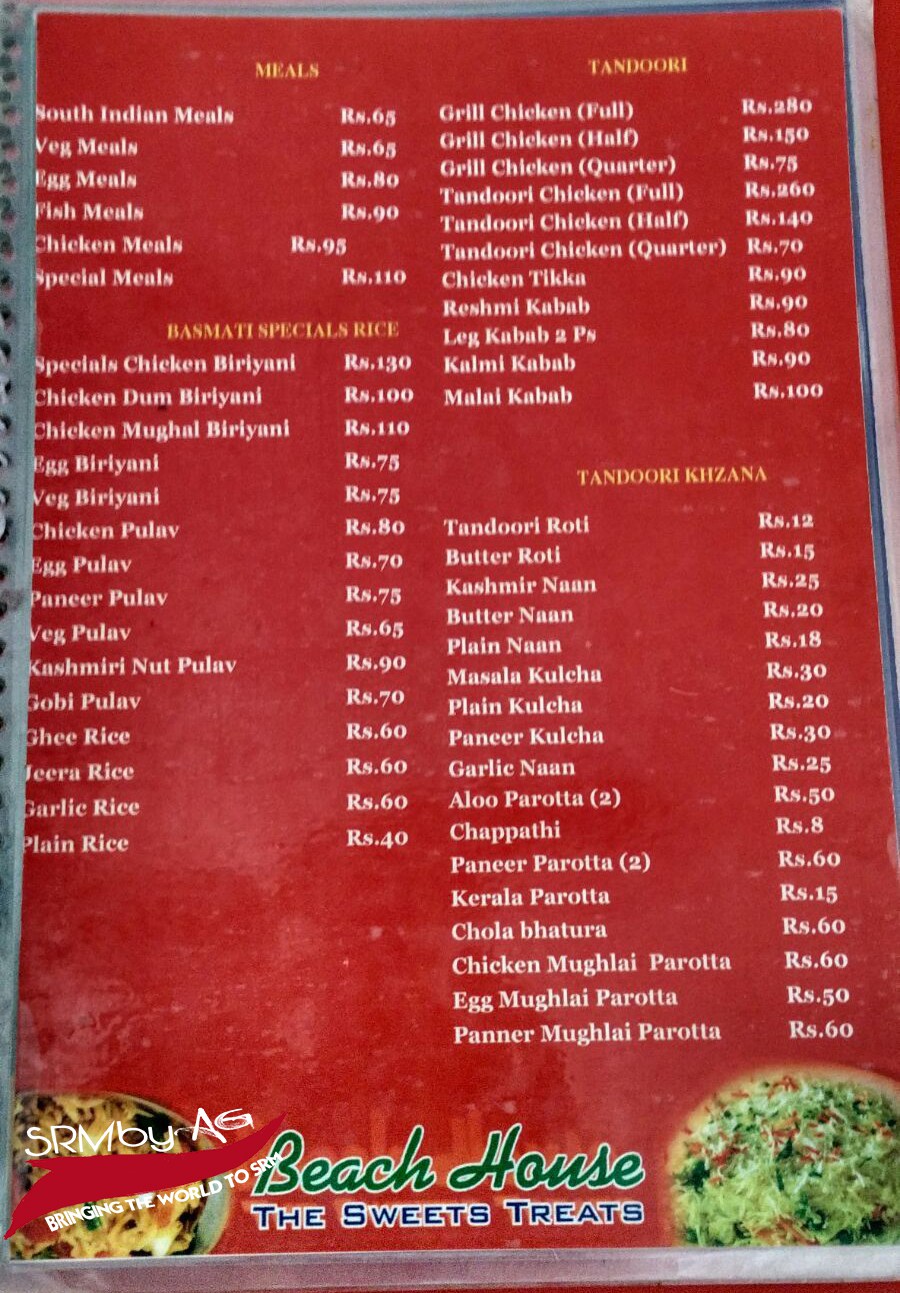 MEALS
South Indian Meals Rs.65
Veg Meals Rs.65
Egg Meals Rs.80
Fish Meals Rs.90
Chicken Meals Rs.95
Special Meals Rs.110
BASMATI SPECIALS RICE
Specials Chicken Biriyani Rs.130
Chicken Dum Biriyani Rs.100
Chicken Mughal Biriyani Rs.110
Egg Biriyani Rs.75
Veg Biriyani Rs.75
Chicken Pulav Rs.80
Egg Pulav Rs.70
Paneer Pulav Rs.75
Veg Pulav Rs.65
Kashmiri Nut Pulav Rs.90
Gobi Pulav Rs.70
Ghee Rice Rs.60
Jeera Rice Rs.60
Garlic Rice Rs.60
Plain Rice Rs.40
TANDOORI
Grill Chicken (Full) Rs.280
Grill Chicken (Half) Rs.150
Grill Chicken (Quarter) Rs.75
Tandoori Chicken (Full) Rs.260
Tandoori Chicken (Half) Rs.140
Tandoori Chicken (Quarter) Rs.70
Chicken Tikka Rs.90
Reshmi Kabab Rs.90
Leg Kabab 2 Ps Rs.80
Kalmi Kabab Rs.90
Malai Kabab Rs.100
TANDOORI KHZANA
Tandoori Roti Rs.12
Butter Roti Rs.15
Kashmir Naan Rs.25
Butter Naan Rs.20
Plain Naan Rs.18
Masala Kulcha Rs.30
Plain Kulcha Rs.20
Paneer Kulcha Rs.30
Garlic Naan Rs.25
Aloo Parotta (2) Rs.50
Chappathi Rs.8
Paneer Parotta (2) Rs.60
Kerala Parotta Rs.15
Chola bhatura Rs.60
Chicken Mughlai Parotta Rs.60
Egg Mughlai Parotta Rs.50
Panner Mughlai Parotta Rs.60
SRMby-AG
BRINGING THE WORLD TO SRM
Beach House
THE SWEETS TREATS